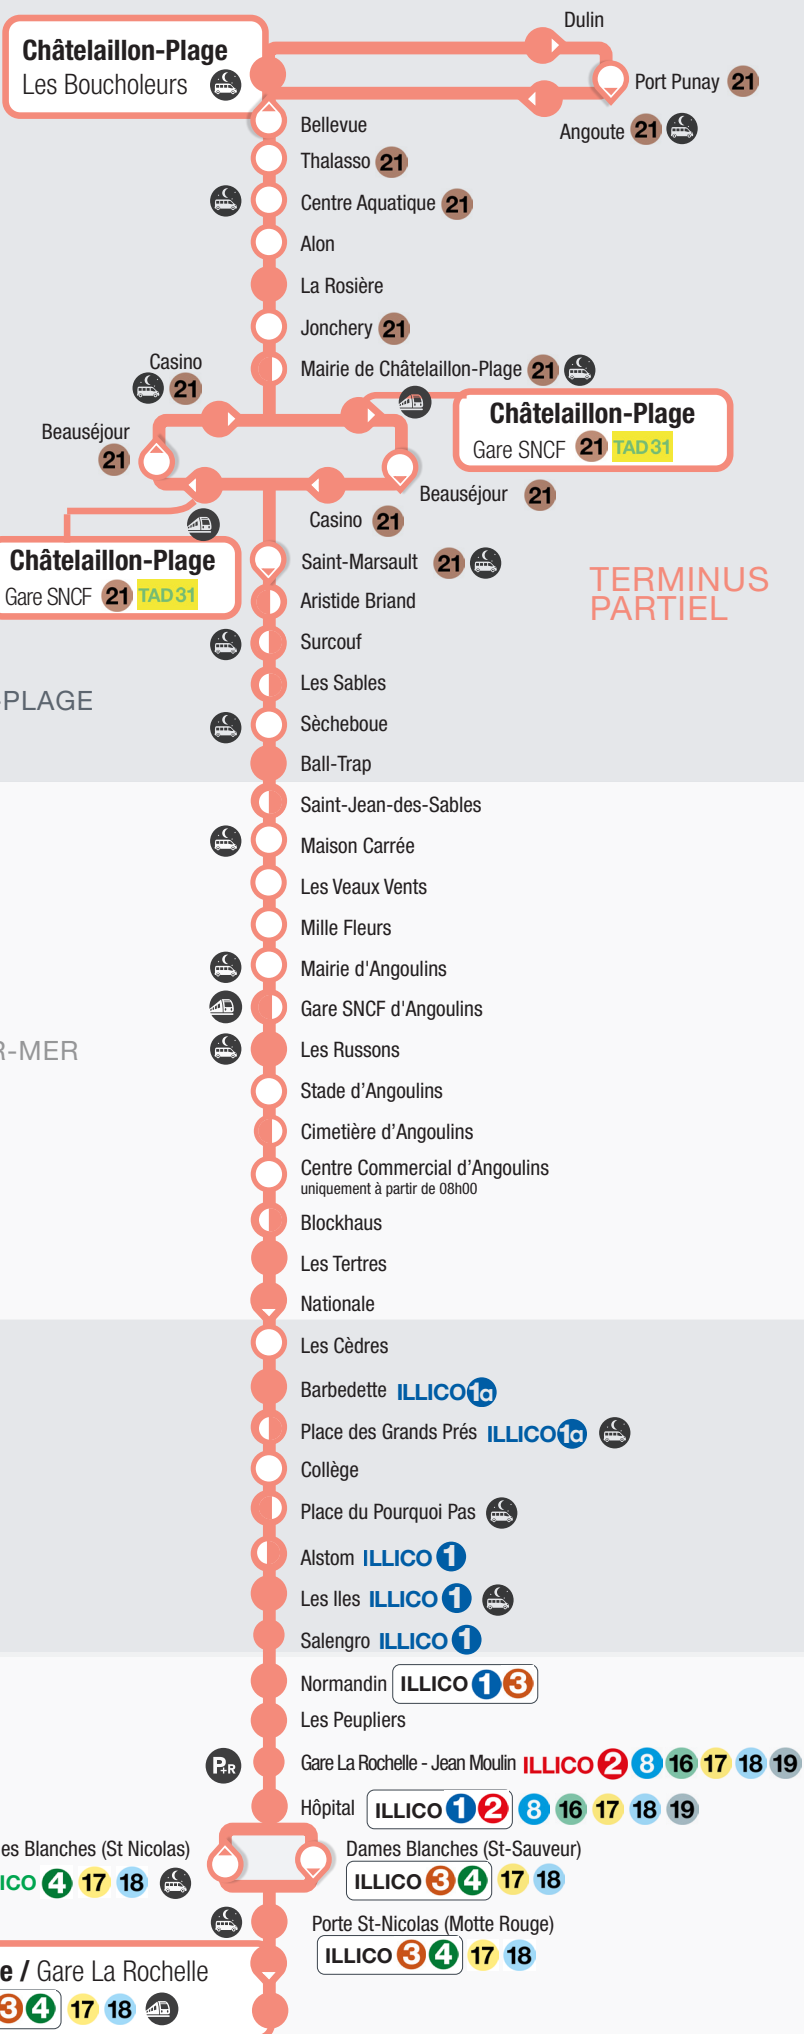 Dulin
Châtelaillon-Plage
Les Boucholeurs
Port Punay 21
Angoute 21
Bellevue
Thalasso 21
Centre Aquatique 21
Alon
La Rosière
Jonchery 21
Mairie de Châtelaillon-Plage 21
Casino
21
Châtelaillon-Plage
Gare SNCF 21 TAD 31
Beauséjour
21
Beauséjour 21
Casino 21
Châtelaillon-Plage
Gare SNCF 21 TAD 31
Saint-Marsault 21
TERMINUS
PARTIEL
Aristide Briand
Surcouf
Les Sables
-PLAGE
Sècheboue
Ball-Trap
Saint-Jean-des-Sables
Maison Carrée
Les Veaux Vents
Mille Fleurs
Mairie d'Angoulins
Gare SNCF d'Angoulins
R-MER
Les Russons
Stade d’Angoulins
Cimetière d’Angoulins
Centre Commercial d’Angoulins
uniquement à partir de 08h00
Blockhaus
Les Tertres
Nationale
Les Cèdres
Barbedette ILLICO 1a
Place des Grands Prés ILLICO 1a
Collège
Place du Pourquoi Pas
Alstom ILLICO 1
Les Iles ILLICO 1
Salengro ILLICO 1
Normandin ILLICO 1 3
Les Peupliers
P+R
Gare La Rochelle - Jean Moulin ILLICO 2 8 16 17 18 19
Hôpital ILLICO 1 2 8 16 17 18 19
es Blanches (St Nicolas)
ICO 4 17 18
Dames Blanches (St-Sauveur)
ILLICO 3 4 17 18
Porte St-Nicolas (Motte Rouge)
ILLICO 3 4 17 18
e / Gare La Rochelle
3 4 17 18